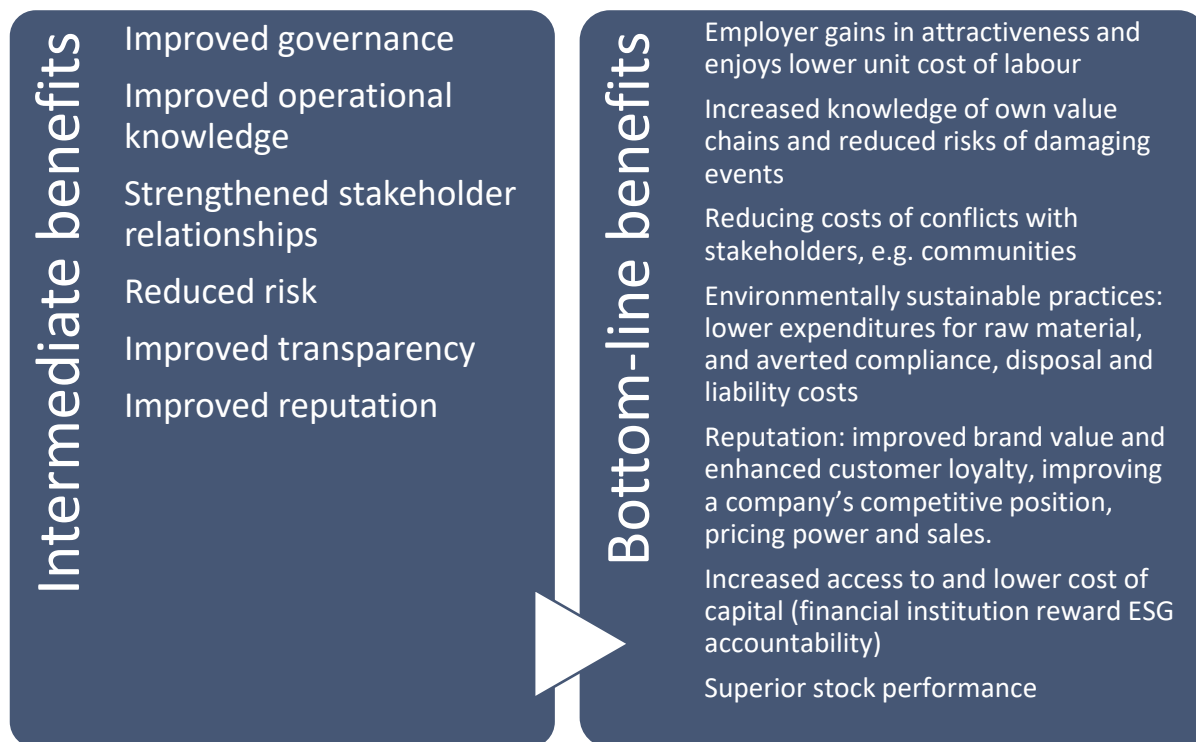 Intermediate benefits
Improved governance
Improved operational
knowledge
Strengthened stakeholder
relationships
Reduced risk
Improved transparency
Improved reputation
Bottom-line benefits
Employer gains in attractiveness and
enjoys lower unit cost of labour
Increased knowledge of own value
chains and reduced risks of damaging
events
Reducing costs of conflicts with
stakeholders, e.g. communities
Environmentally sustainable practices:
lower expenditures for raw material,
and averted compliance, disposal and
liability costs
Reputation: improved brand value and
enhanced customer loyalty, improving
a company’s competitive position,
pricing power and sales.
Increased access to and lower cost of
capital (financial institution reward ESG
accountability)
Superior stock performance